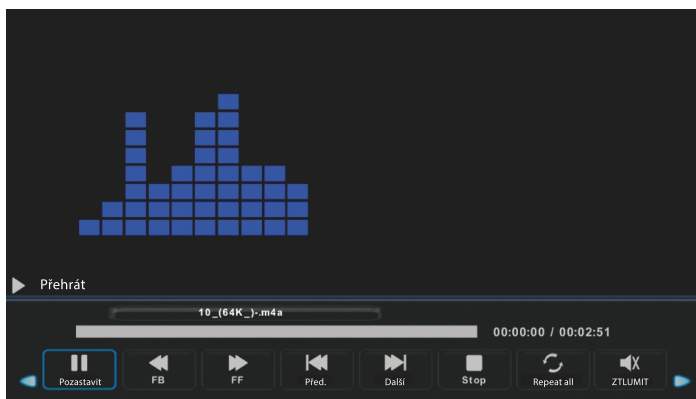 Přehrát
10_(64K_)-.m4a
00:00:00 / 00:02:51
Pozastavit FB FF Před. Další Stop Repeat all ZTLUMIT